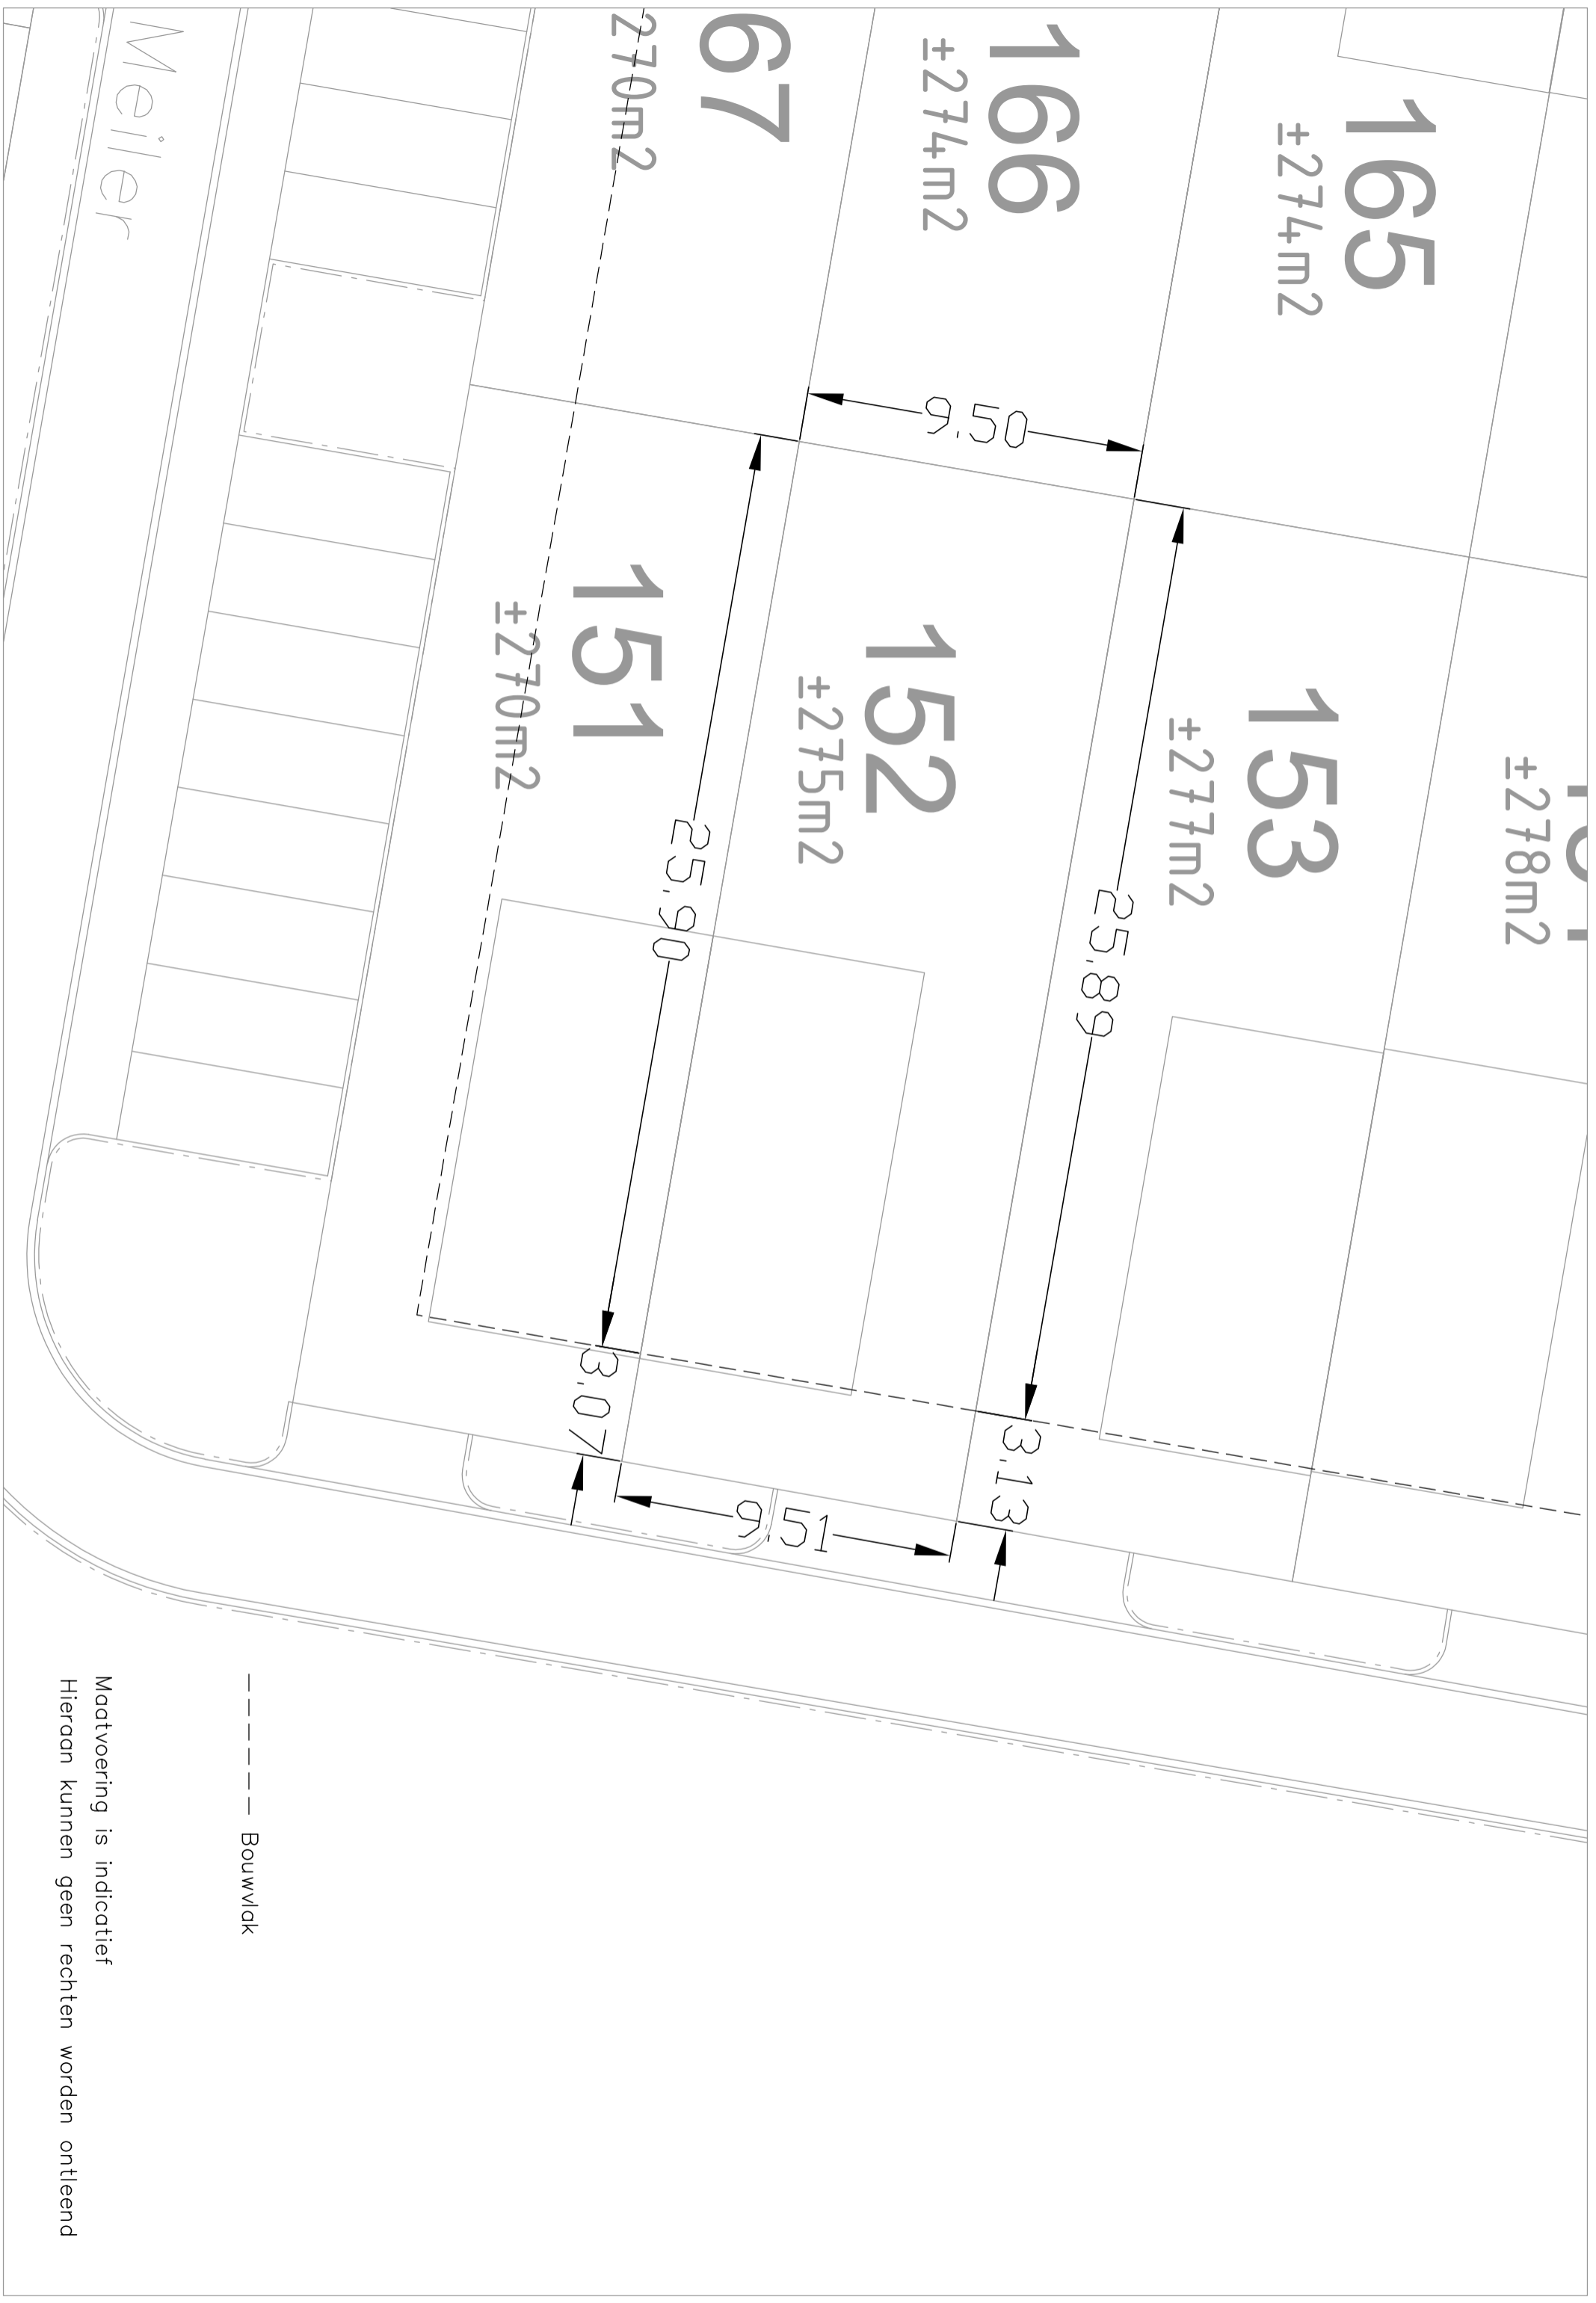 165
±274m2
166
±274m2
67
270m2
Meiler
9.50
±278m2
153
±277m2
152
±275m2
151
±270m2
25.89
25.90
3.13
3.07
9.51
Bouwvlak
Maatvoering is indicatief
Hieraan kunnen geen rechten worden ontleend